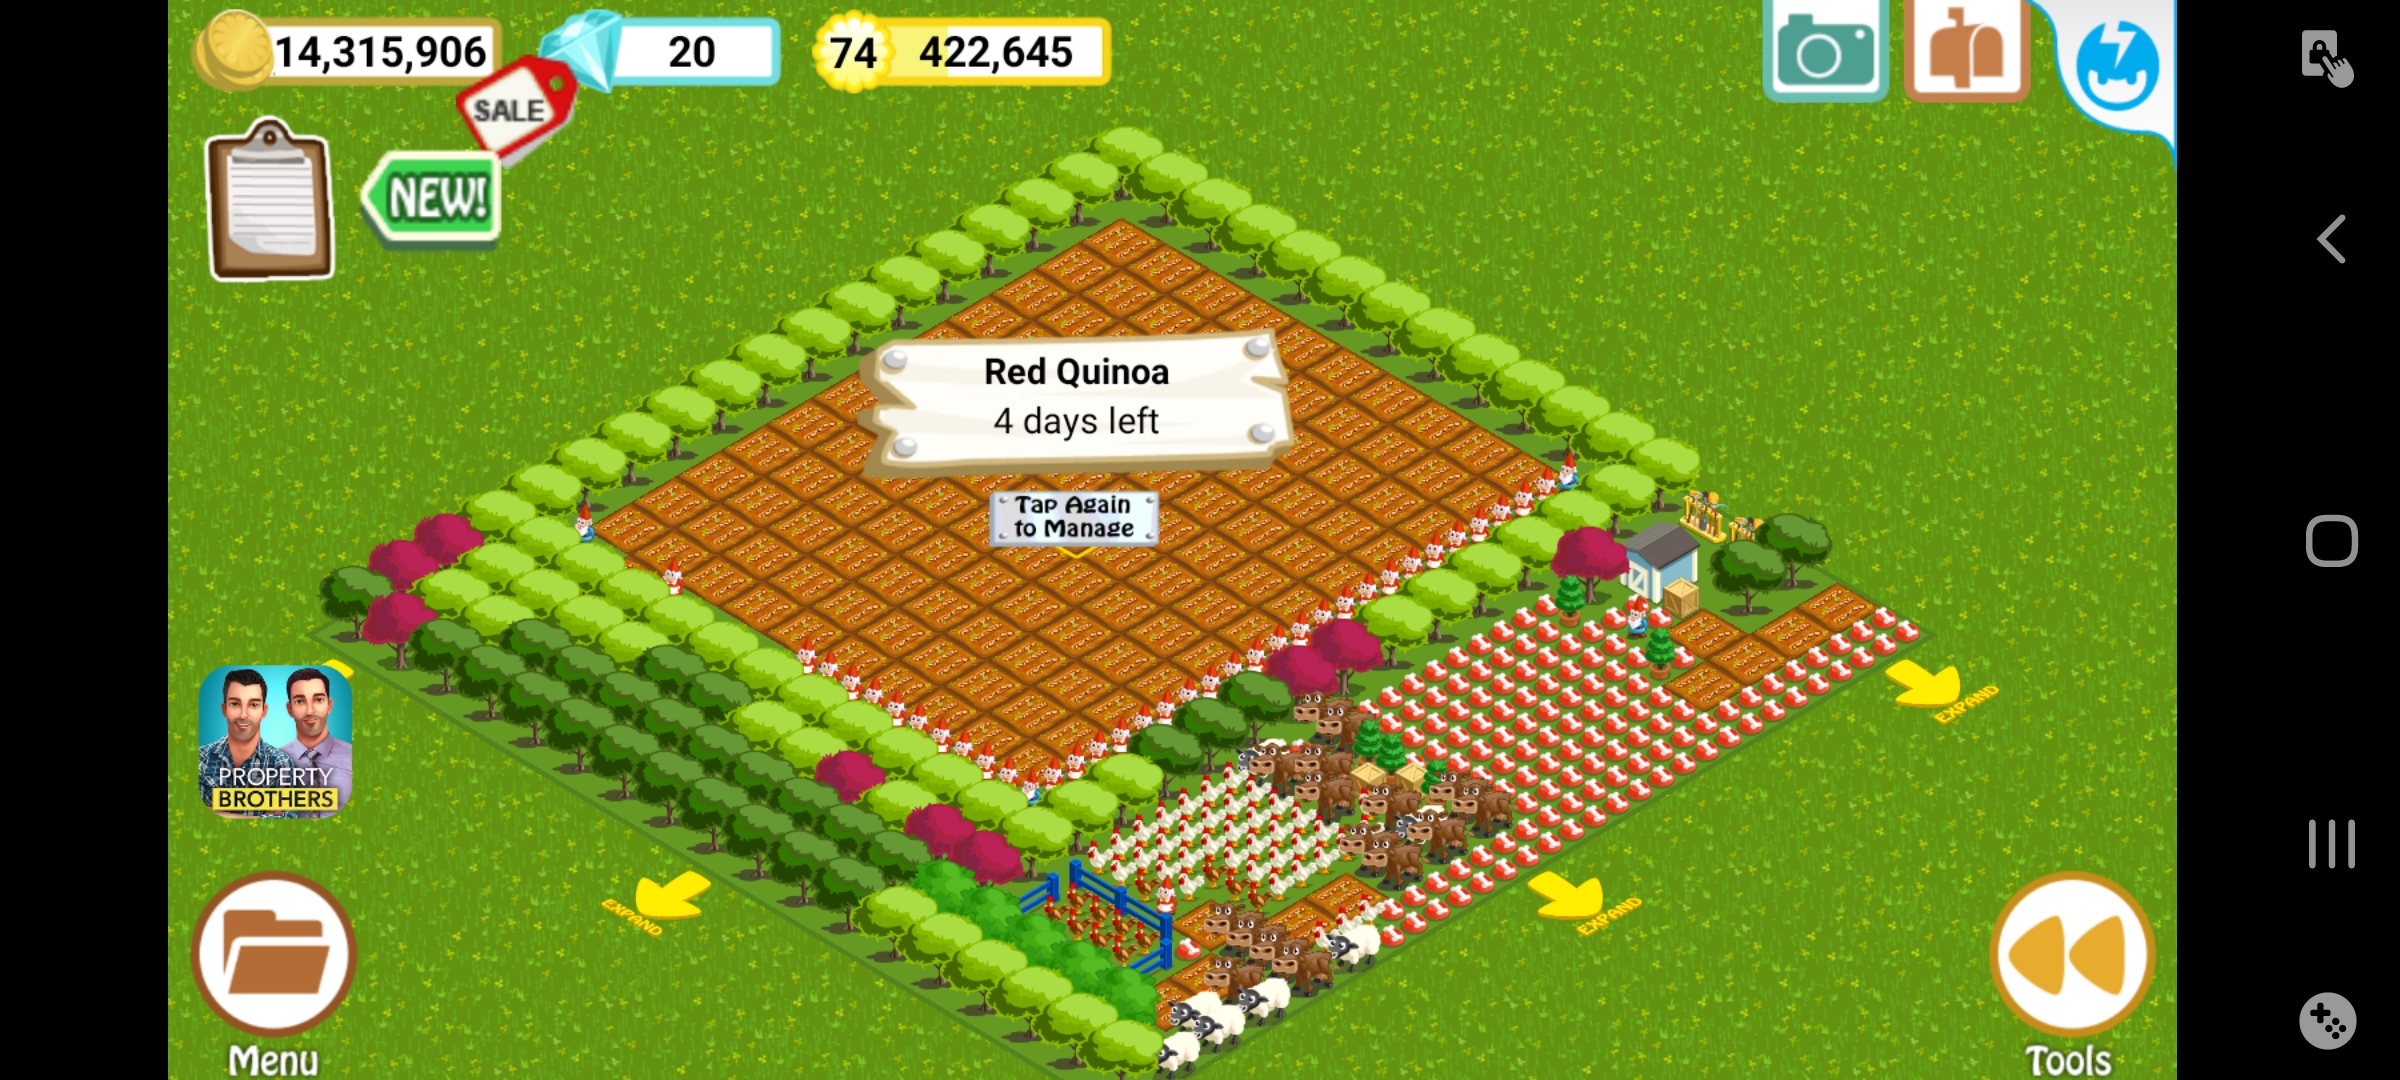 14,315,906
20
74
422,645
SALE
NEW!
Red Quinoa
4 days left
Tap Again
to Manage
PROPERTY
BROTHERS
EXPAND
EXPAND
EXPAND
Menu
Tools